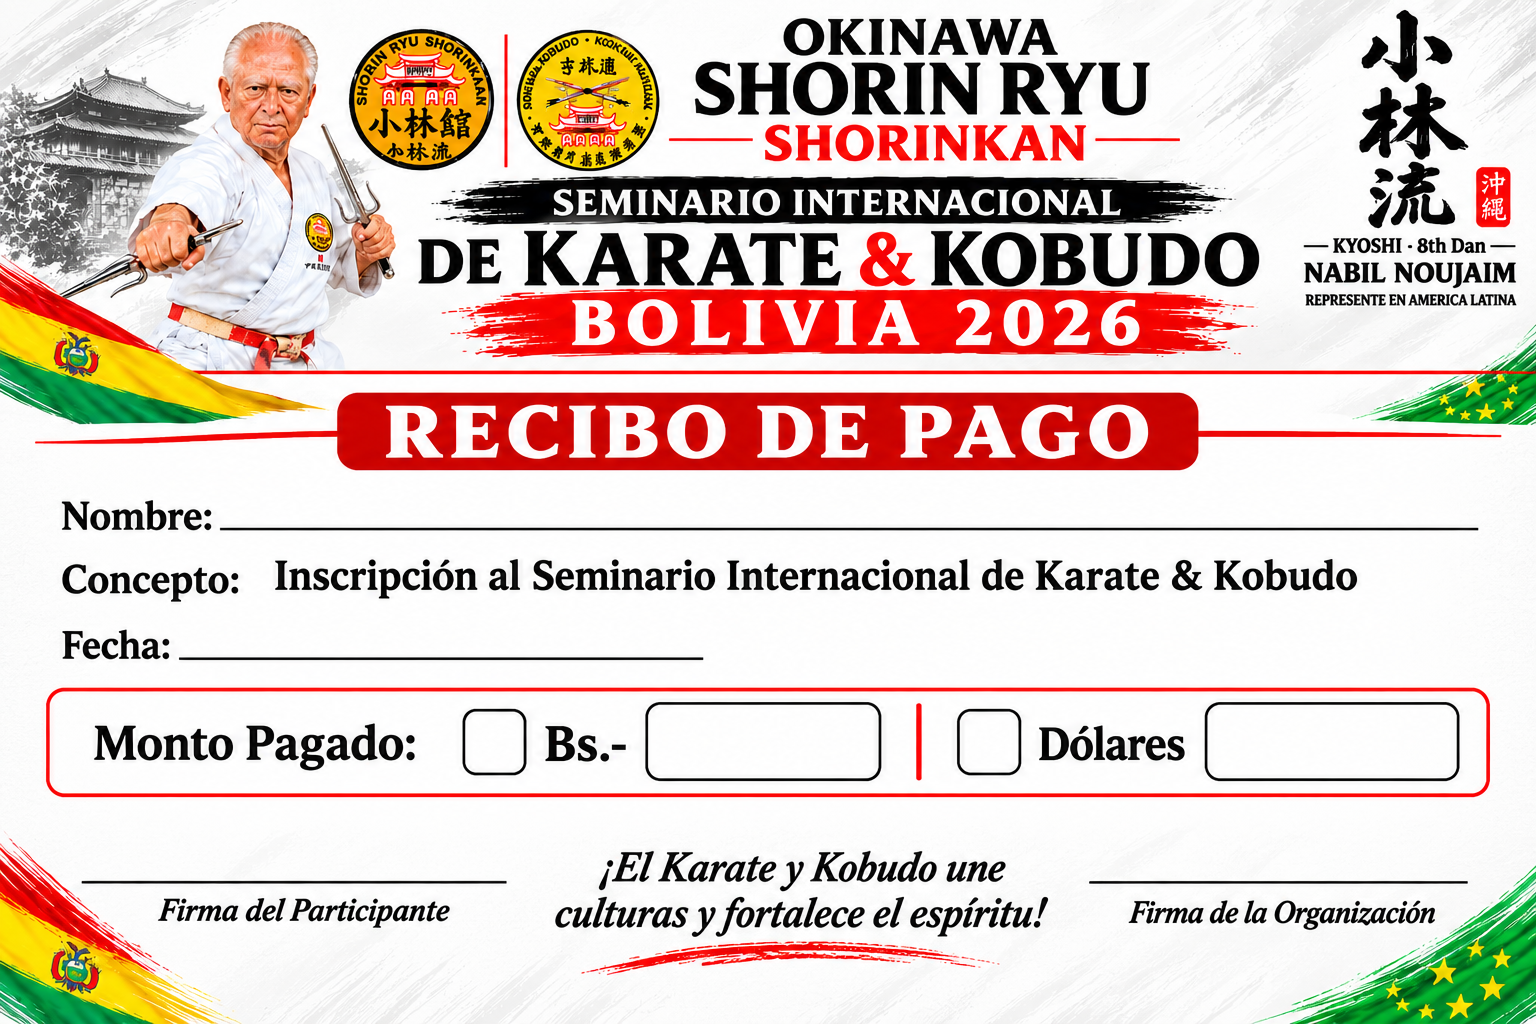 OKINAWA
SHORIN RYU
SHORINKAN
SEMINARIO INTERNACIONAL
DE KARATE & KOBUDO
BOLIVIA 2026
SHORIN RYU SHORINKAAN
小林館
小林流
小
林
流
沖
縄
KYOSHI · 8th Dan
NABIL NOUJAIM
REPRESENTE EN AMERICA LATINA
RECIBO DE PAGO
Nombre:
Concepto: Inscripción al Seminario Internacional de Karate & Kobudo
Fecha:
Monto Pagado: Bs.- Dólares
¡El Karate y Kobudo une
culturas y fortalece el espíritu!
Firma del Participante
Firma de la Organización